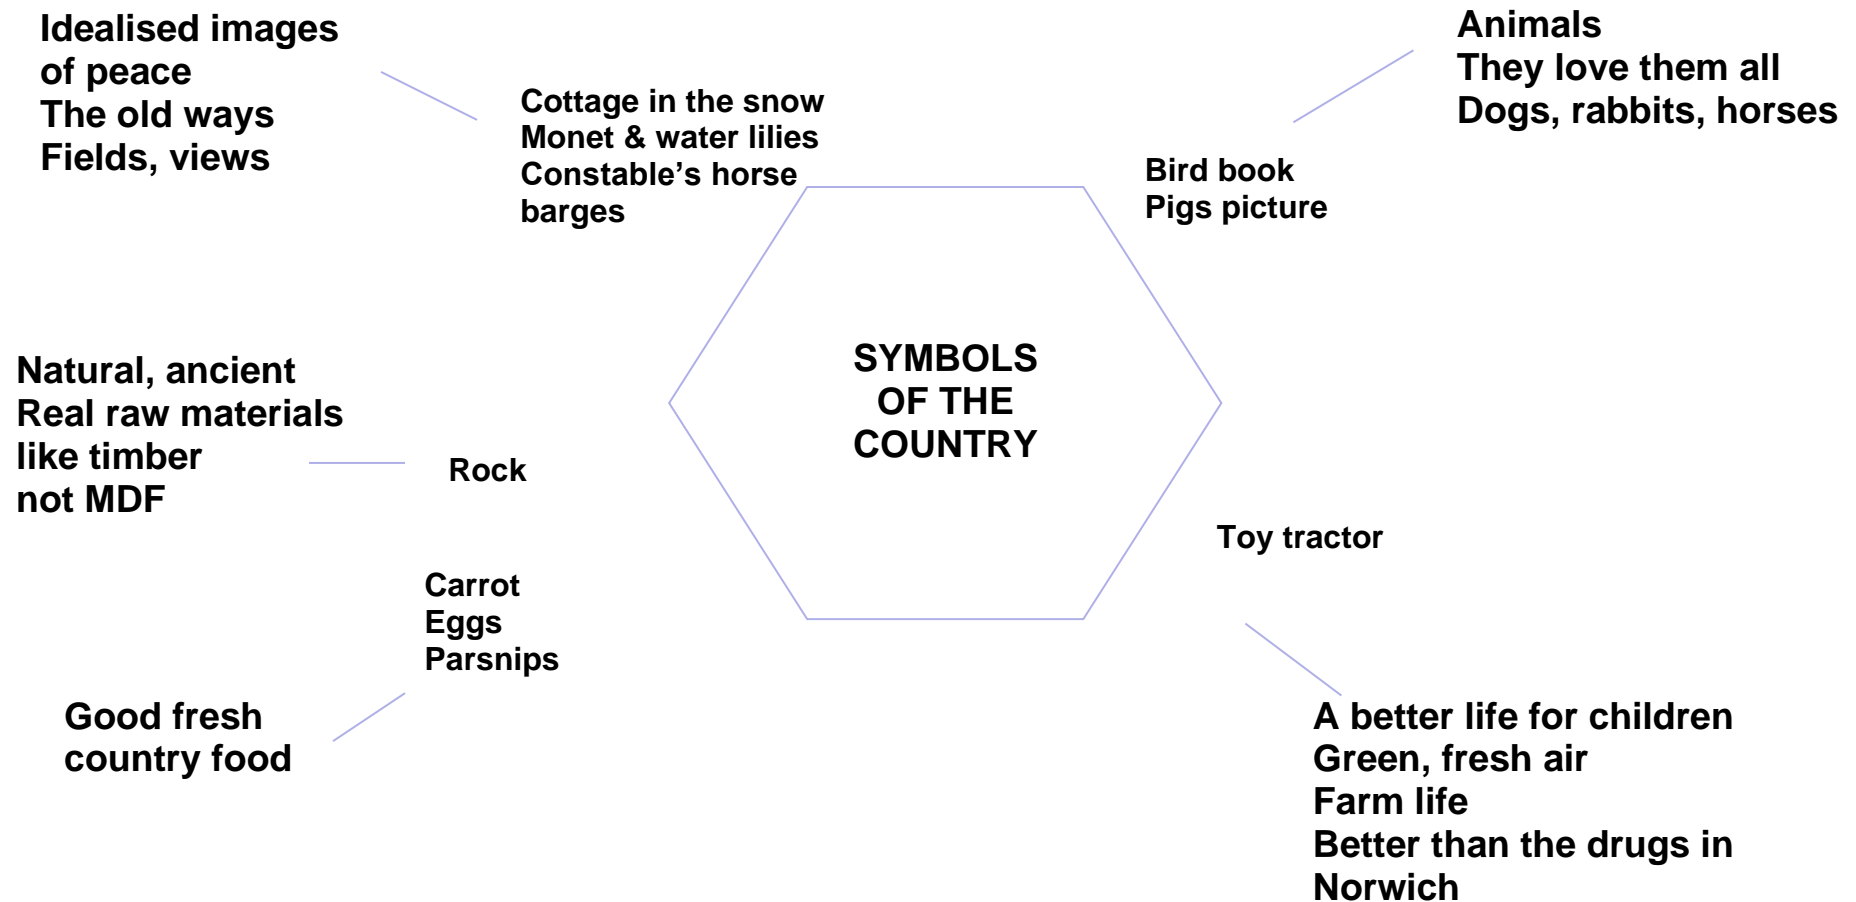 Idealised images
of peace
The old ways
Fields, views
Cottage in the snow
Monet & water lilies
Constable’s horse
barges
Animals
They love them all
Dogs, rabbits, horses
Bird book
Pigs picture
SYMBOLS
OF THE
COUNTRY
Natural, ancient
Real raw materials
like timber
not MDF
Rock
Toy tractor
Carrot
Eggs
Parsnips
Good fresh
country food
A better life for children
Green, fresh air
Farm life
Better than the drugs in
Norwich